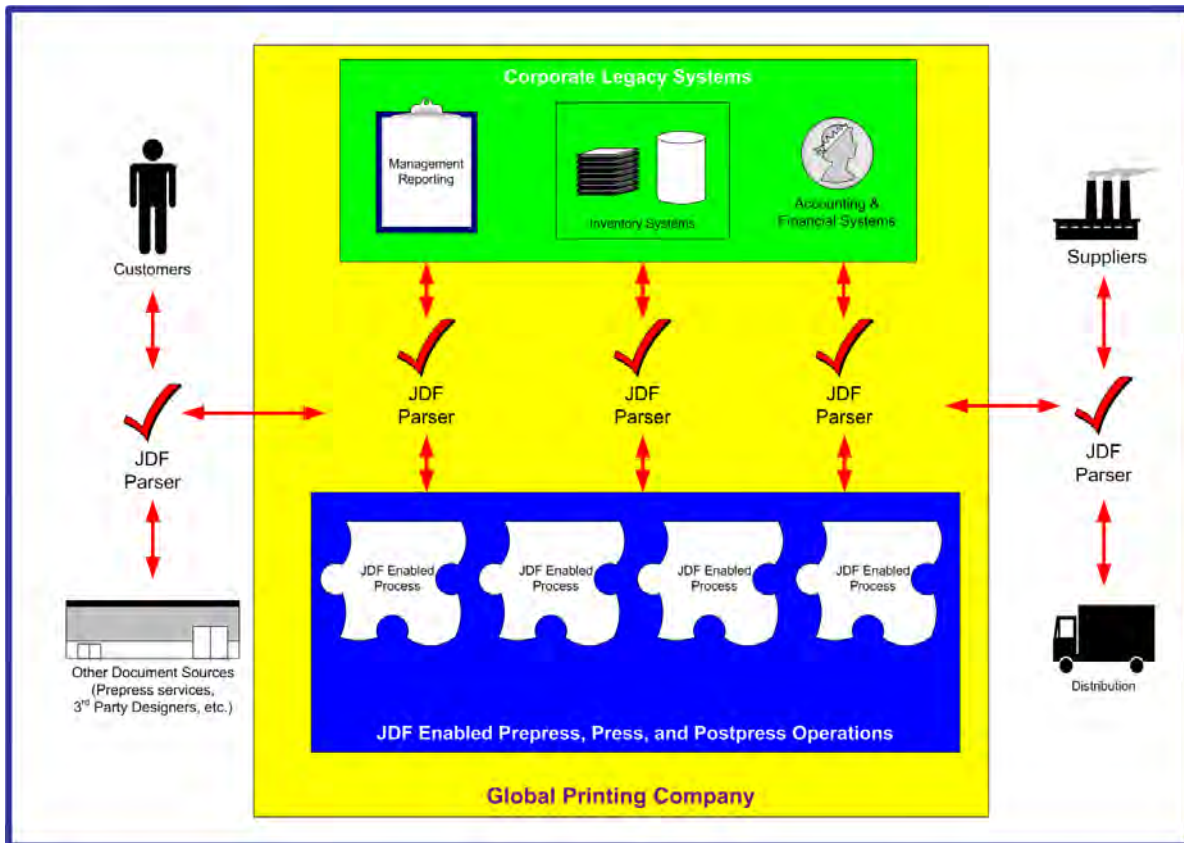 Corporate Legacy Systems
Management
Reporting
Inventory Systems
Accounting &
Financial Systems
Customers
Suppliers
JDF
Parser
JDF
Parser
JDF
Parser
JDF
Parser
JDF
Parser
JDF Enabled
Process
JDF Enabled
Process
JDF Enabled
Process
JDF Enabled
Process
Other Document Sources
(Prepress services,
3rd Party Designers, etc.)
Distribution
JDF Enabled Prepress, Press, and Postpress Operations
Global Printing Company